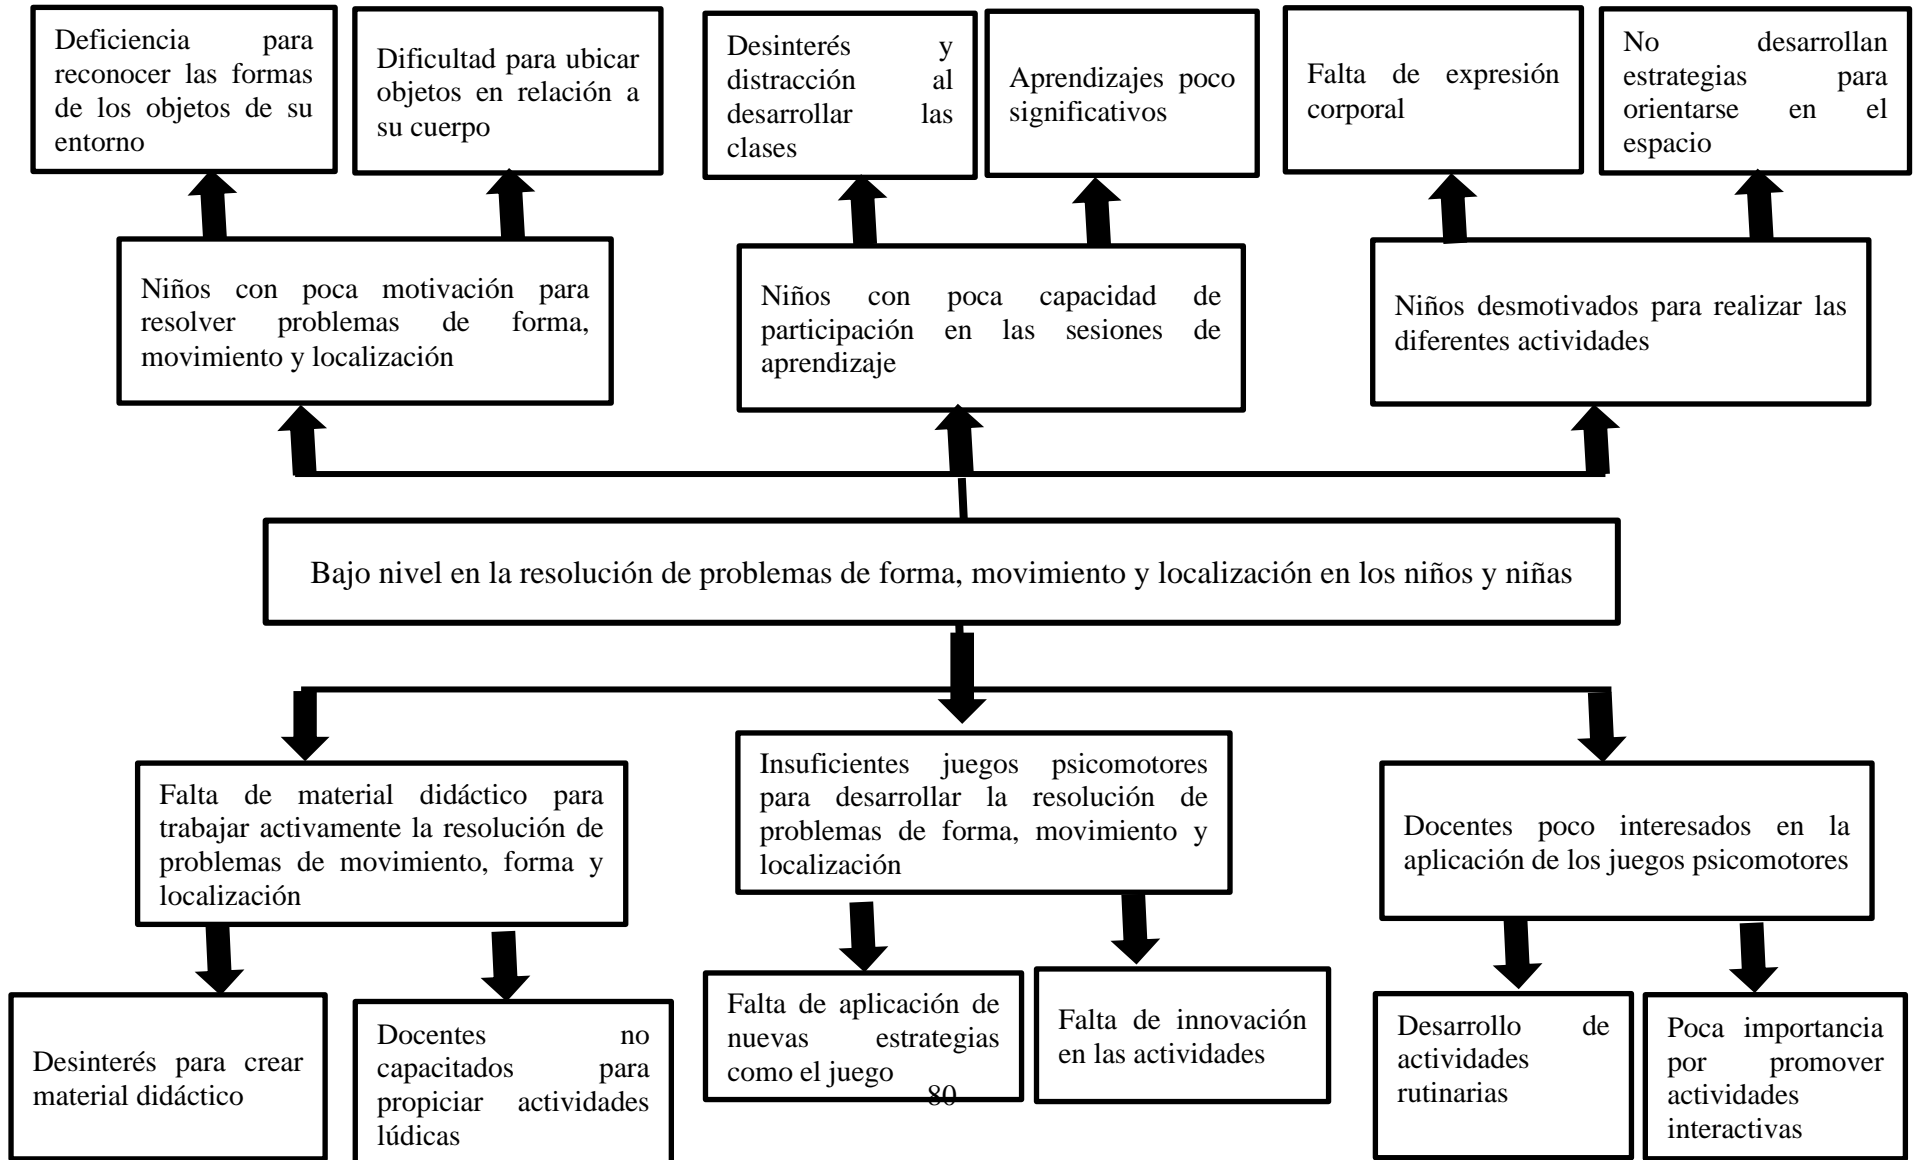 Deficiencia para
reconocer las formas
de los objetos de su
entorno
Dificultad para ubicar
objetos en relación a
su cuerpo
Desinterés y
distracción al
desarrollar las
clases
Aprendizajes poco
significativos
Falta de expresión
corporal
No desarrollan
estrategias para
orientarse en el
espacio
Niños con poca motivación para
resolver problemas de forma,
movimiento y localización
Niños con poca capacidad de
participación en las sesiones de
aprendizaje
Niños desmotivados para realizar las
diferentes actividades
Bajo nivel en la resolución de problemas de forma, movimiento y localización en los niños y niñas
Falta de material didáctico para
trabajar activamente la resolución de
problemas de movimiento, forma y
localización
Insuficientes juegos psicomotores
para desarrollar la resolución de
problemas de forma, movimiento y
localización
Docentes poco interesados en la
aplicación de los juegos psicomotores
Desinterés para crear
material didáctico
Docentes no
capacitados para
propiciar actividades
lúdicas
Falta de aplicación de
nuevas estrategias
como el juego
Falta de innovación
en las actividades
Desarrollo de
actividades
rutinarias
Poca importancia
por promover
actividades
interactivas
80